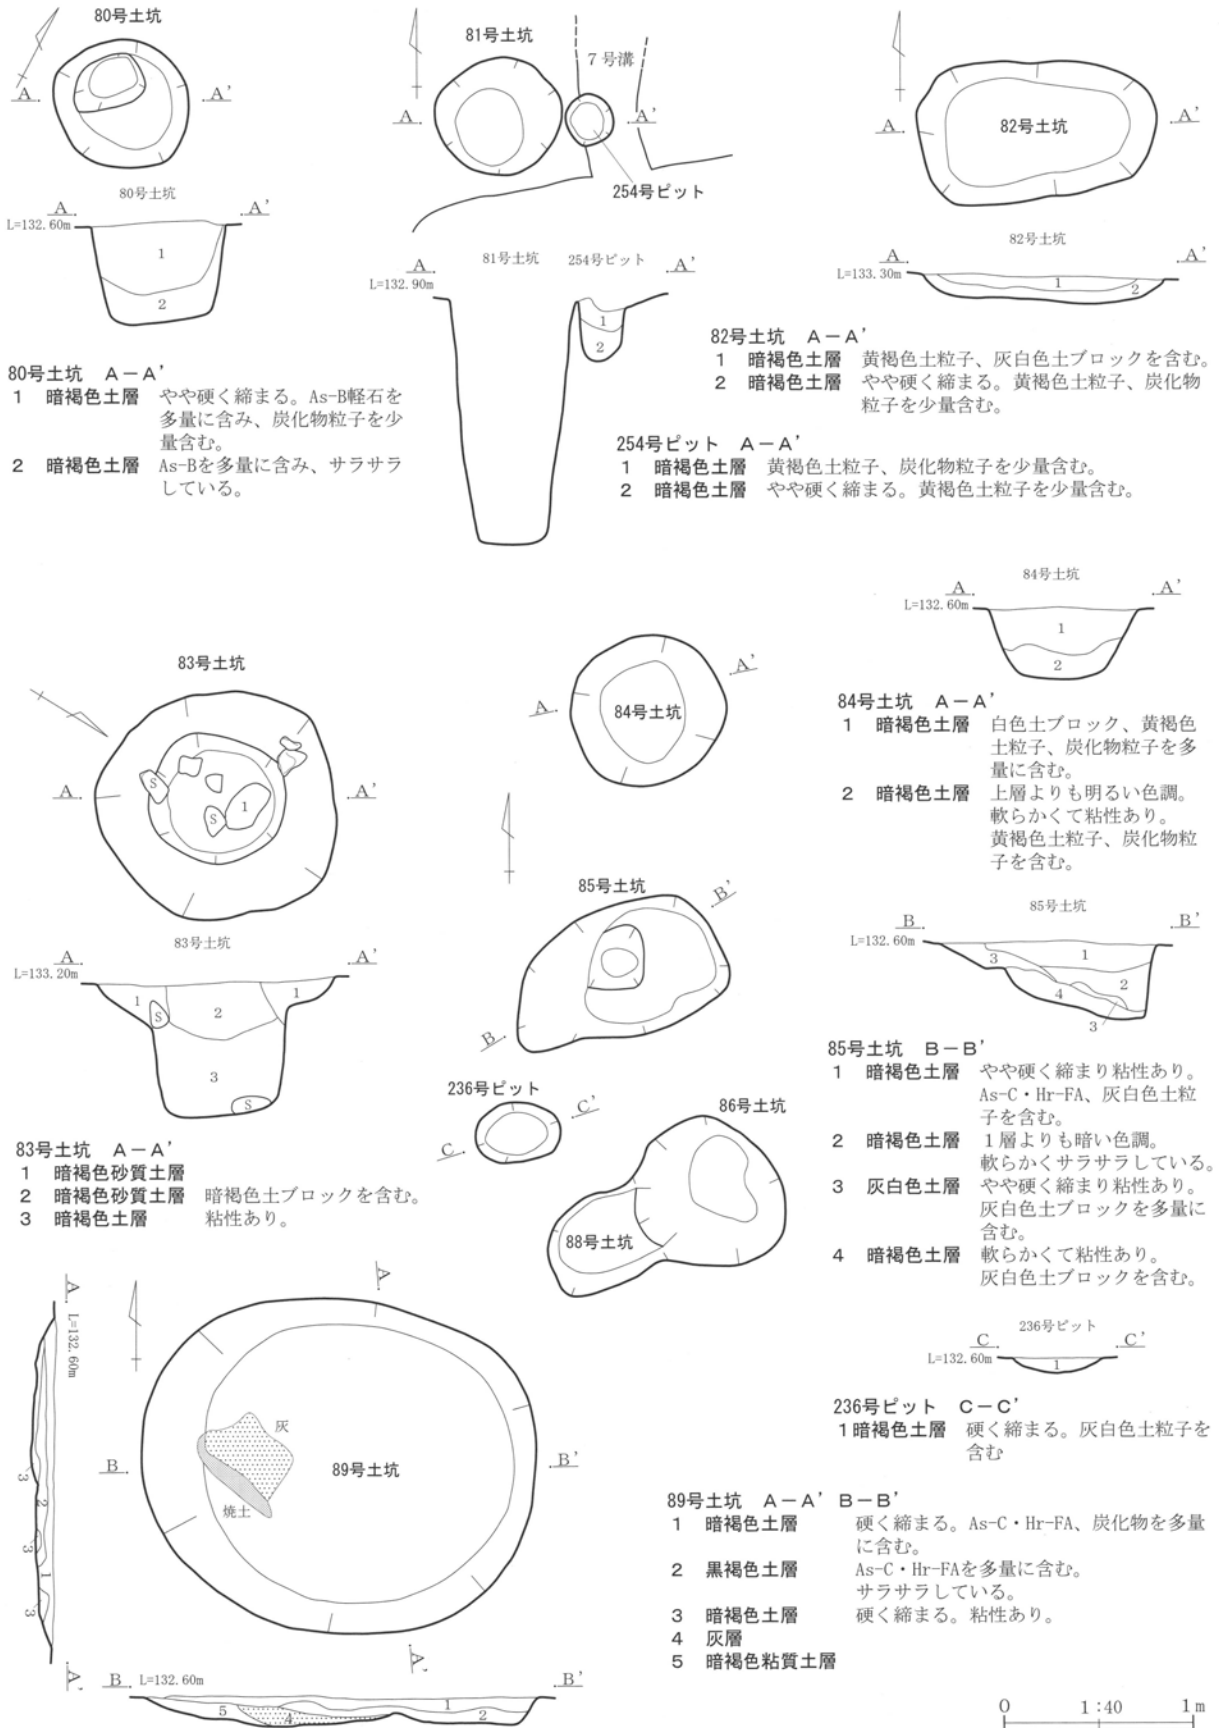 80号土坑
A
A'
80号土坑
A
A'
L=132.60m
1
2
80号土坑 A-A'
1 暗褐色土層 やや硬く締まる。As-B軽石を
多量に含み、炭化物粒子を少
量含む。
2 暗褐色土層 As-Bを多量に含み、サラサラ
している。
81号土坑
7号溝
A
A'
254号ピット
A
81号土坑 254号ピット
A'
L=132.90m
1
2
254号ピット A-A'
1 暗褐色土層 黄褐色土粒子、炭化物粒子を少量含む。
2 暗褐色土層 やや硬く締まる。黄褐色土粒子を少量含む。
82号土坑
A
A'
82号土坑
A
A'
L=133.30m
1
2
82号土坑 A-A'
1 暗褐色土層 黄褐色土粒子、灰白色土ブロックを含む。
2 暗褐色土層 やや硬く締まる。黄褐色土粒子、炭化物
粒子を少量含む。
83号土坑
A
A'
S
S
1
83号土坑
A
A'
L=133.20m
1
2
1
S
3
S
83号土坑 A-A'
1 暗褐色砂質土層
2 暗褐色砂質土層 暗褐色土ブロックを含む。
3 暗褐色土層 粘性あり。
84号土坑
A
A'
84号土坑
A
A'
L=132.60m
1
2
84号土坑 A-A'
1 暗褐色土層 白色土ブロック、黄褐色
土粒子、炭化物粒子を多
量に含む。
2 暗褐色土層 上層よりも明るい色調。
軟らかくて粘性あり。
黄褐色土粒子、炭化物粒
子を含む。
85号土坑
B
B'
85号土坑
B
B'
L=132.60m
1
3
2
4
3
85号土坑 B-B'
1 暗褐色土層 やや硬く締まり粘性あり。
As-C・Hr-FA、灰白色土粒
子を含む。
2 暗褐色土層 1層よりも暗い色調。
軟らかくサラサラしている。
3 灰白色土層 やや硬く締まり粘性あり。
灰白色土ブロックを多量に
含む。
4 暗褐色土層 軟らかくて粘性あり。
灰白色土ブロックを含む。
236号ピット
C
C'
86号土坑
88号土坑
236号ピット
C
C'
L=132.60m
1
236号ピット C-C'
1暗褐色土層 硬く締まる。灰白色土粒子を
含む
A
A'
B
B'
灰
焼土
89号土坑
A
L=132.60m
3
2
3
1
3
A'
B
L=132.60m
B'
5
4
1
2
89号土坑 A-A' B-B'
1 暗褐色土層 硬く締まる。As-C・Hr-FA、炭化物を多量
に含む。
2 黒褐色土層 As-C・Hr-FAを多量に含む。
サラサラしている。
3 暗褐色土層 硬く締まる。粘性あり。
4 灰層
5 暗褐色粘質土層
0 1:40 1m